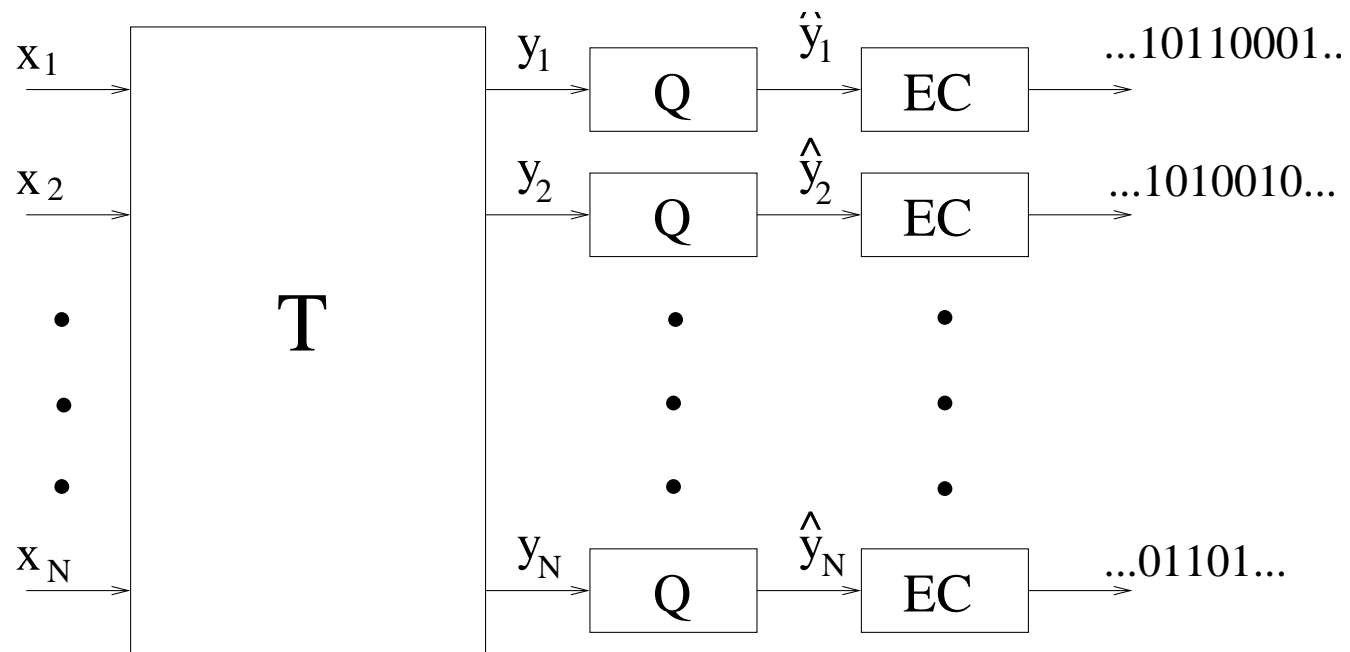 x1 y1 Q ŷ1 EC ...10110001..
x2 y2 Q ŷ2 EC ...1010010...
T
xN yN Q ŷN EC ...01101...